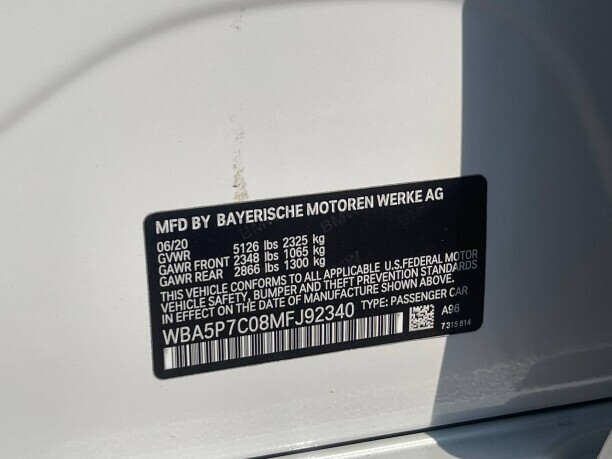 MFD BY BAYERISCHE MOTOREN WERKE AG
06/20
GVWR 5126 lbs 2325 kg
GAWR FRONT 2348 lbs 1065 kg
GAWR REAR 2866 lbs 1300 kg
THIS VEHICLE CONFORMS TO ALL APPLICABLE U.S.FEDERAL MOTOR
VEHICLE SAFETY, BUMPER, AND THEFT PREVENTION STANDARDS
IN EFFECT ON THE DATE OF MANUFACTURE SHOWN ABOVE.
WBA5P7C08MFJ92340 TYPE: PASSENGER CAR
A96
7315814